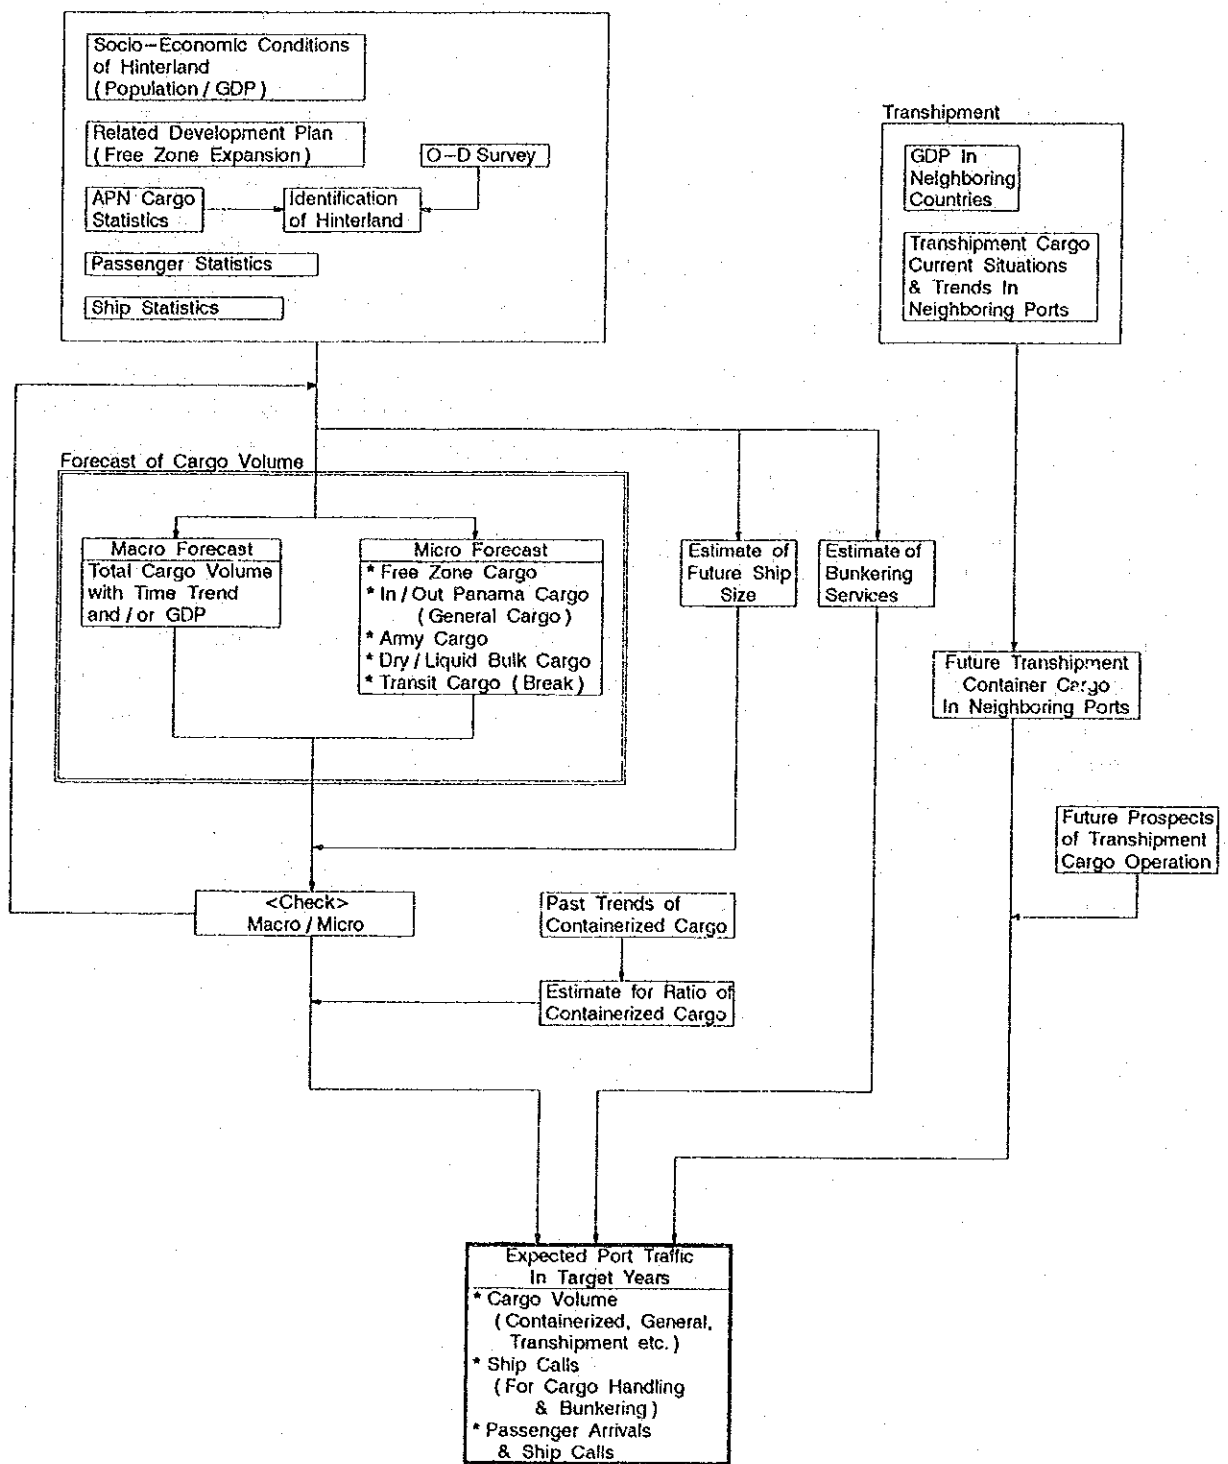 Socio-Economic Conditions
of Hinterland
(Population / GDP)
Related Development Plan
(Free Zone Expansion)
O-D Survey
APN Cargo
Statistics
Identification
of Hinterland
Passenger Statistics
Ship Statistics
Transhipment
GDP In
Neighboring
Countries
Transhipment Cargo
Current Situations
& Trends In
Neighboring Ports
Forecast of Cargo Volume
Macro Forecast
Total Cargo Volume
with Time Trend
and / or GDP
Micro Forecast
* Free Zone Cargo
* In / Out Panama Cargo
(General Cargo)
* Army Cargo
* Dry / Liquid Bulk Cargo
* Transit Cargo (Break)
Estimate of
Future Ship
Size
Estimate of
Bunkering
Services
Future Transhipment
Container Cargo
In Neighboring Ports
Future Prospects
of Transhipment
Cargo Operation
<Check>
Macro / Micro
Past Trends of
Containerized Cargo
Estimate for Ratio of
Containerized Cargo
Expected Port Traffic
In Target Years
* Cargo Volume
(Containerized, General,
Transhipment etc.)
* Ship Calls
(For Cargo Handling
& Bunkering)
* Passenger Arrivals
& Ship Calls